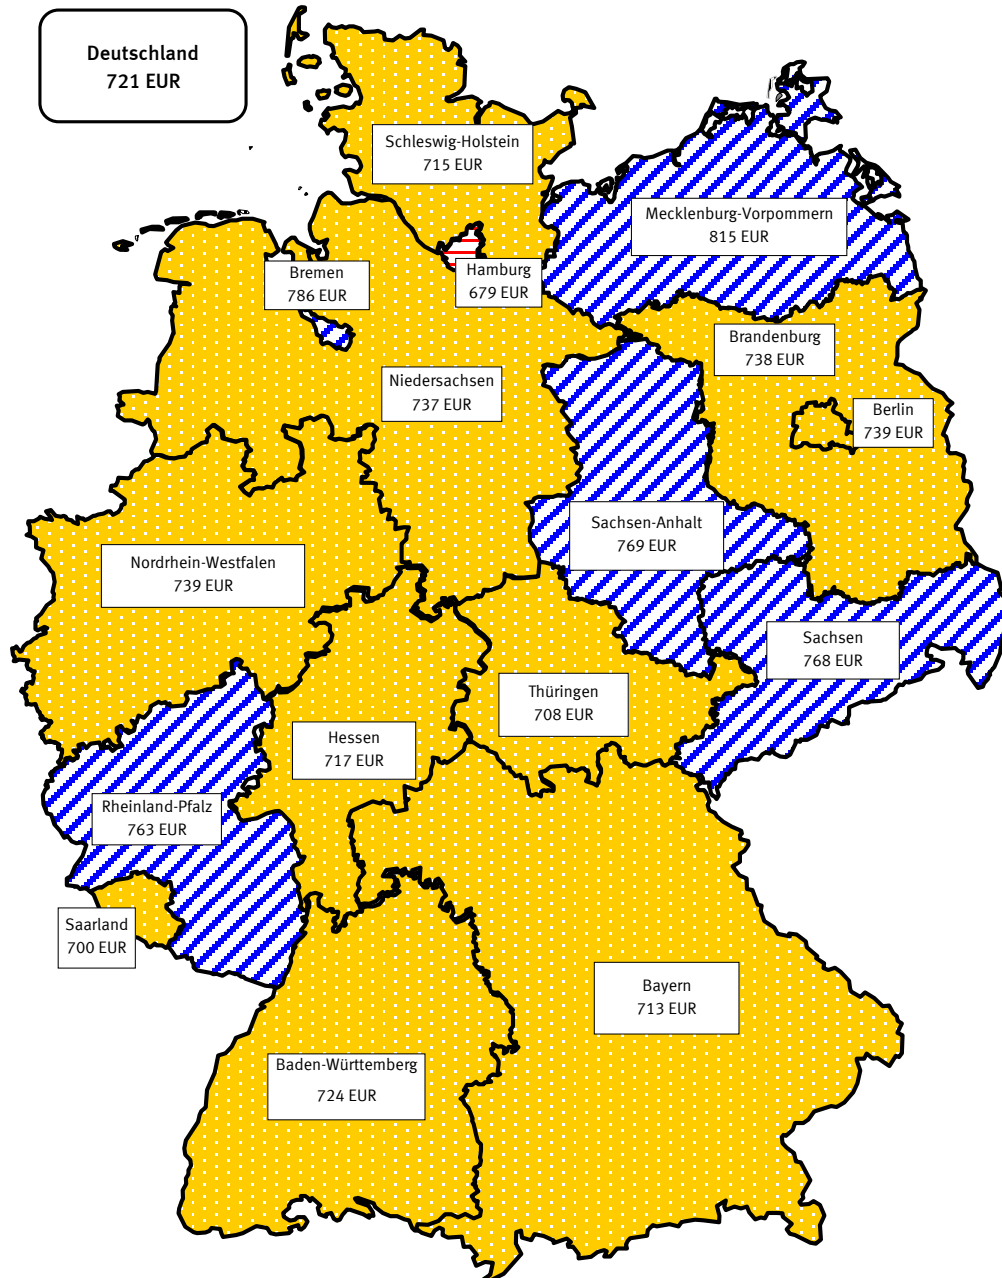 Deutschland
721 EUR
Schleswig-Holstein
715 EUR
Mecklenburg-Vorpommern
815 EUR
Hamburg
679 EUR
Bremen
786 EUR
Brandenburg
738 EUR
Niedersachsen
737 EUR
Berlin
739 EUR
Sachsen-Anhalt
769 EUR
Nordrhein-Westfalen
739 EUR
Sachsen
768 EUR
Thüringen
708 EUR
Hessen
717 EUR
Rheinland-Pfalz
763 EUR
Saarland
700 EUR
Bayern
713 EUR
Baden-Württemberg
724 EUR